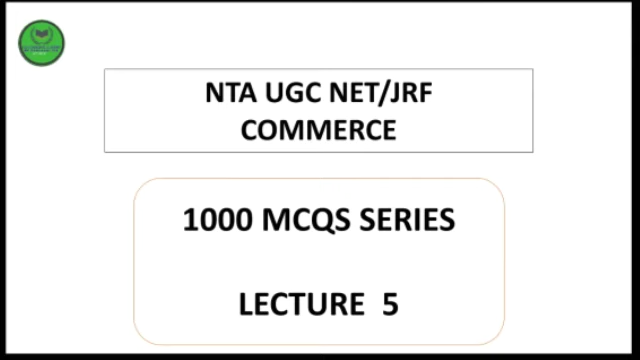 NTA UGC NET/JRF
COMMERCE
1000 MCQS SERIES
LECTURE 5